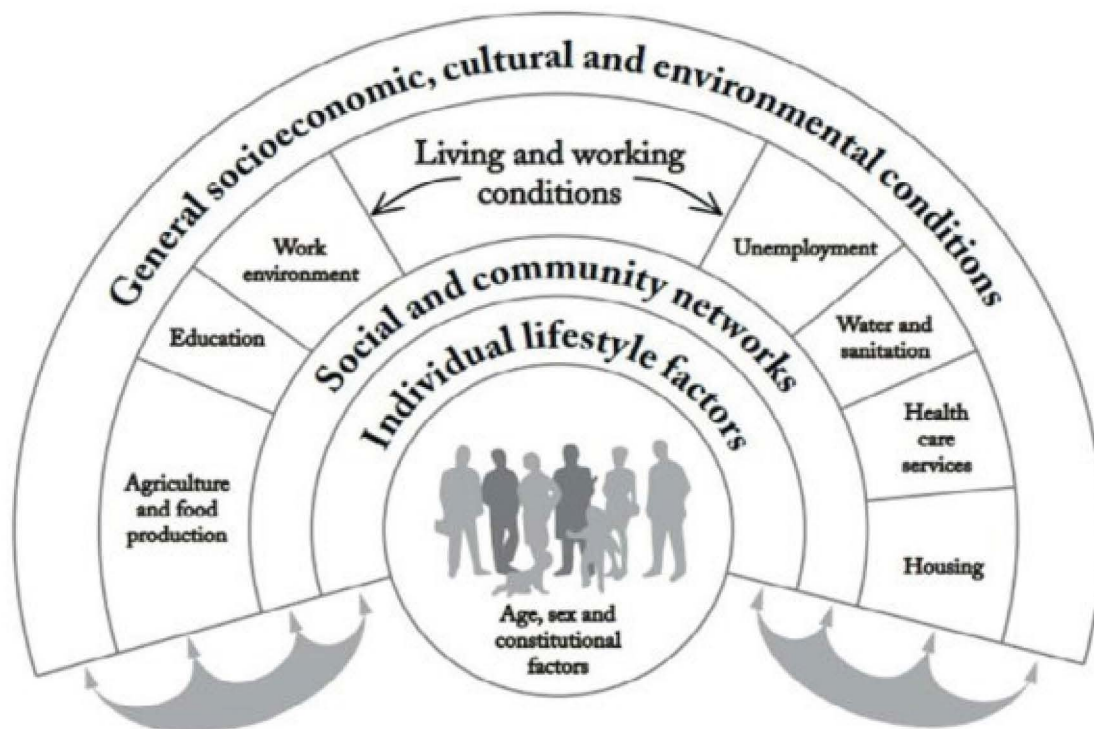 General socioeconomic, cultural and environmental conditions
Living and working
conditions
Work
environment
Unemployment
Education
Water and
sanitation
Agriculture
and food
production
Health
care
services
Housing
Social and community networks
Individual lifestyle factors
Age, sex and
constitutional
factors